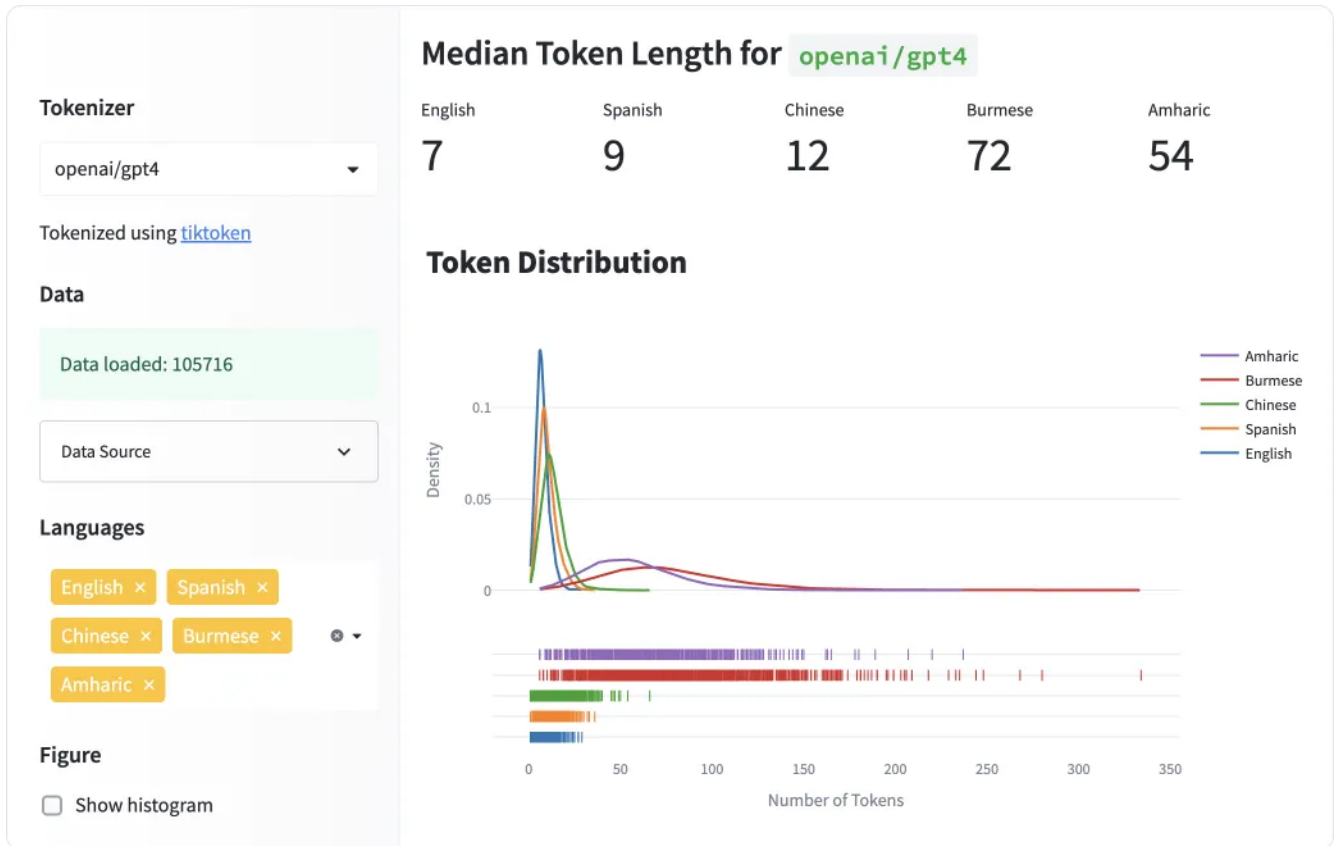 Tokenizer
openai/gpt4
Tokenized using tiktoken
Data
Data loaded: 105716
Data Source
Languages
English ×
Spanish ×
Chinese ×
Burmese ×
Amharic ×
Figure
Show histogram
Median Token Length for openai/gpt4
English
7
Spanish
9
Chinese
12
Burmese
72
Amharic
54
Token Distribution
Amharic
Burmese
Chinese
Spanish
English
Density
0.1
0.05
0
0 50 100 150 200 250 300 350
Number of Tokens